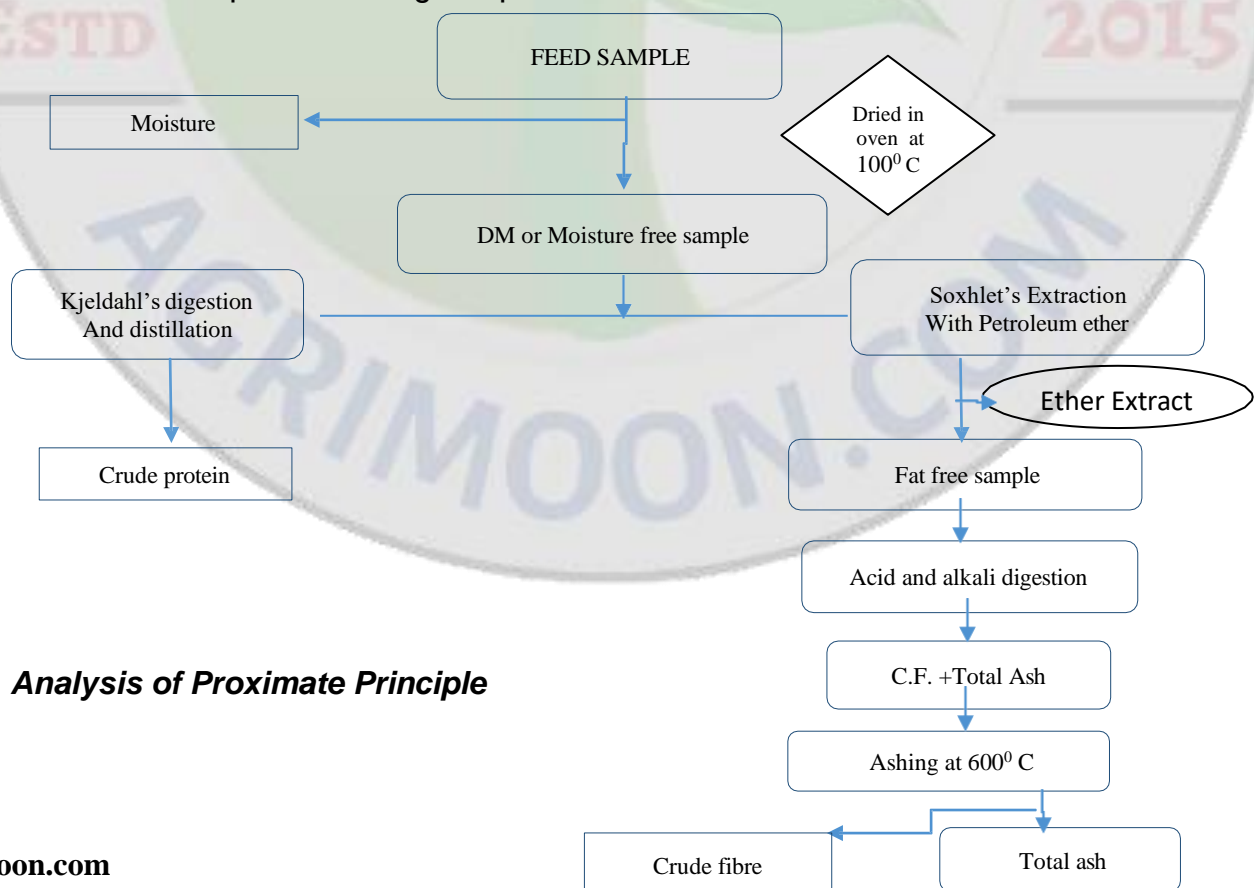 ESTD
2015
FEED SAMPLE
Moisture
Dried in
oven at
100⁰ C
DM or Moisture free sample
Kjeldahl’s digestion
And distillation
Soxhlet’s Extraction
With Petroleum ether
Ether Extract
AGRIMOON.COM
Crude protein
Fat free sample
Acid and alkali digestion
Analysis of Proximate Principle
C.F. +Total Ash
Ashing at 600⁰ C
Crude fibre
Total ash
oon.com